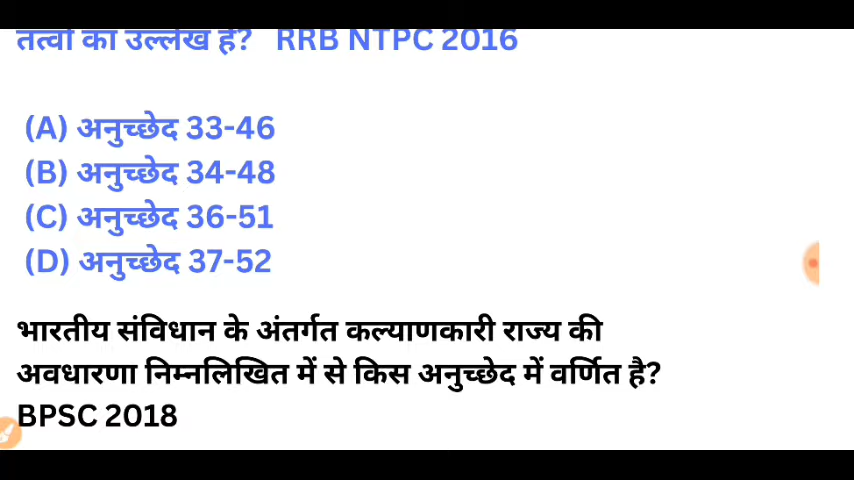 तत्वों का उल्लेख है? RRB NTPC 2016
(A) अनुच्छेद 33-46
(B) अनुच्छेद 34-48
(C) अनुच्छेद 36-51
(D) अनुच्छेद 37-52
भारतीय संविधान के अंतर्गत कल्याणकारी राज्य की
अवधारणा निम्नलिखित में से किस अनुच्छेद में वर्णित है?
BPSC 2018